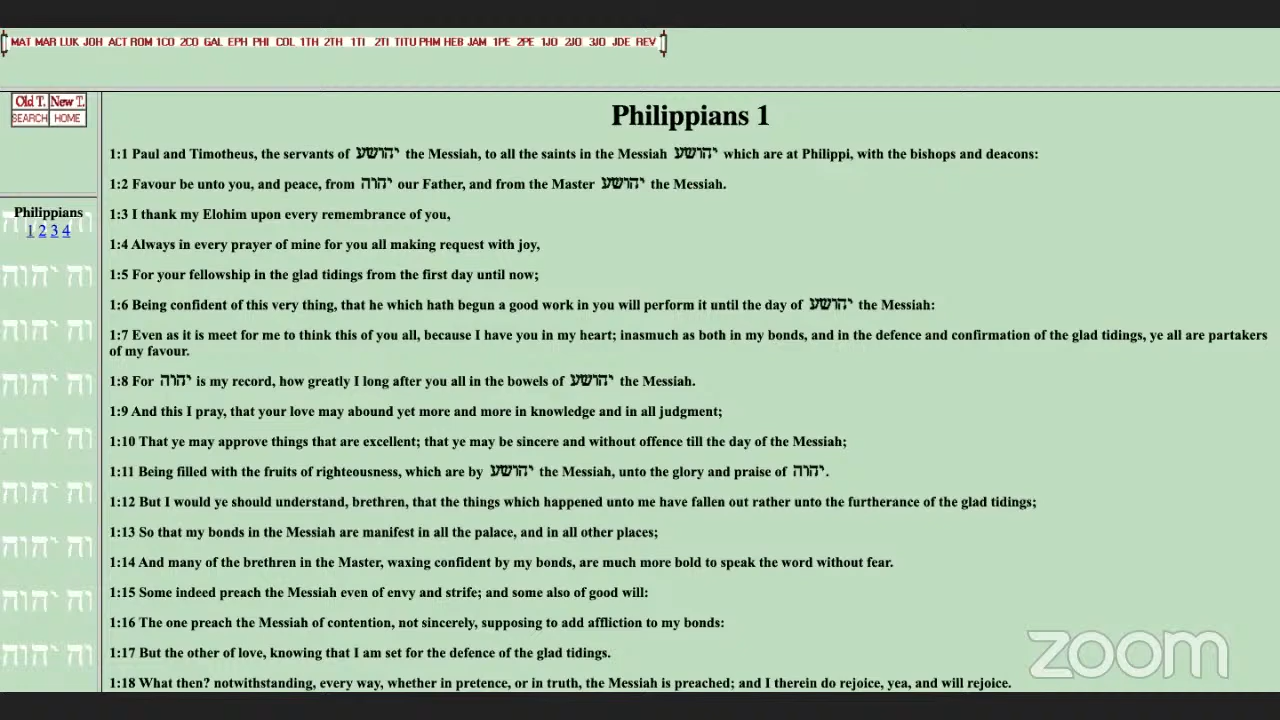 MAT MAR LUK JOH ACT ROM 1CO 2CO GAL EPH PHI COL 1TH 2TH 1TI 2TI TITU PHM HEB JAM 1PE 2PE 1JO 2JO 3JO JDE REV
Old T. New T.
SEARCH HOME
Philippians
1 2 3 4
וה יהוה
וה יהוה
וה יהוה
וה יהוה
וה יהוה
וה יהוה
וה יהוה
וה יהוה
וה יהוה
Philippians 1
1:1 Paul and Timotheus, the servants of יהושע the Messiah, to all the saints in the Messiah יהושע which are at Philippi, with the bishops and deacons:
1:2 Favour be unto you, and peace, from יהוה our Father, and from the Master יהושע the Messiah.
1:3 I thank my Elohim upon every remembrance of you,
1:4 Always in every prayer of mine for you all making request with joy,
1:5 For your fellowship in the glad tidings from the first day until now;
1:6 Being confident of this very thing, that he which hath begun a good work in you will perform it until the day of יהושע the Messiah:
1:7 Even as it is meet for me to think this of you all, because I have you in my heart; inasmuch as both in my bonds, and in the defence and confirmation of the glad tidings, ye all are partakers
of my favour.
1:8 For יהוה is my record, how greatly I long after you all in the bowels of יהושע the Messiah.
1:9 And this I pray, that your love may abound yet more and more in knowledge and in all judgment;
1:10 That ye may approve things that are excellent; that ye may be sincere and without offence till the day of the Messiah;
1:11 Being filled with the fruits of righteousness, which are by יהושע the Messiah, unto the glory and praise of יהוה.
1:12 But I would ye should understand, brethren, that the things which happened unto me have fallen out rather unto the furtherance of the glad tidings;
1:13 So that my bonds in the Messiah are manifest in all the palace, and in all other places;
1:14 And many of the brethren in the Master, waxing confident by my bonds, are much more bold to speak the word without fear.
1:15 Some indeed preach the Messiah even of envy and strife; and some also of good will:
1:16 The one preach the Messiah of contention, not sincerely, supposing to add affliction to my bonds:
1:17 But the other of love, knowing that I am set for the defence of the glad tidings.
1:18 What then? notwithstanding, every way, whether in pretence, or in truth, the Messiah is preached; and I therein do rejoice, yea, and will rejoice.
zoom